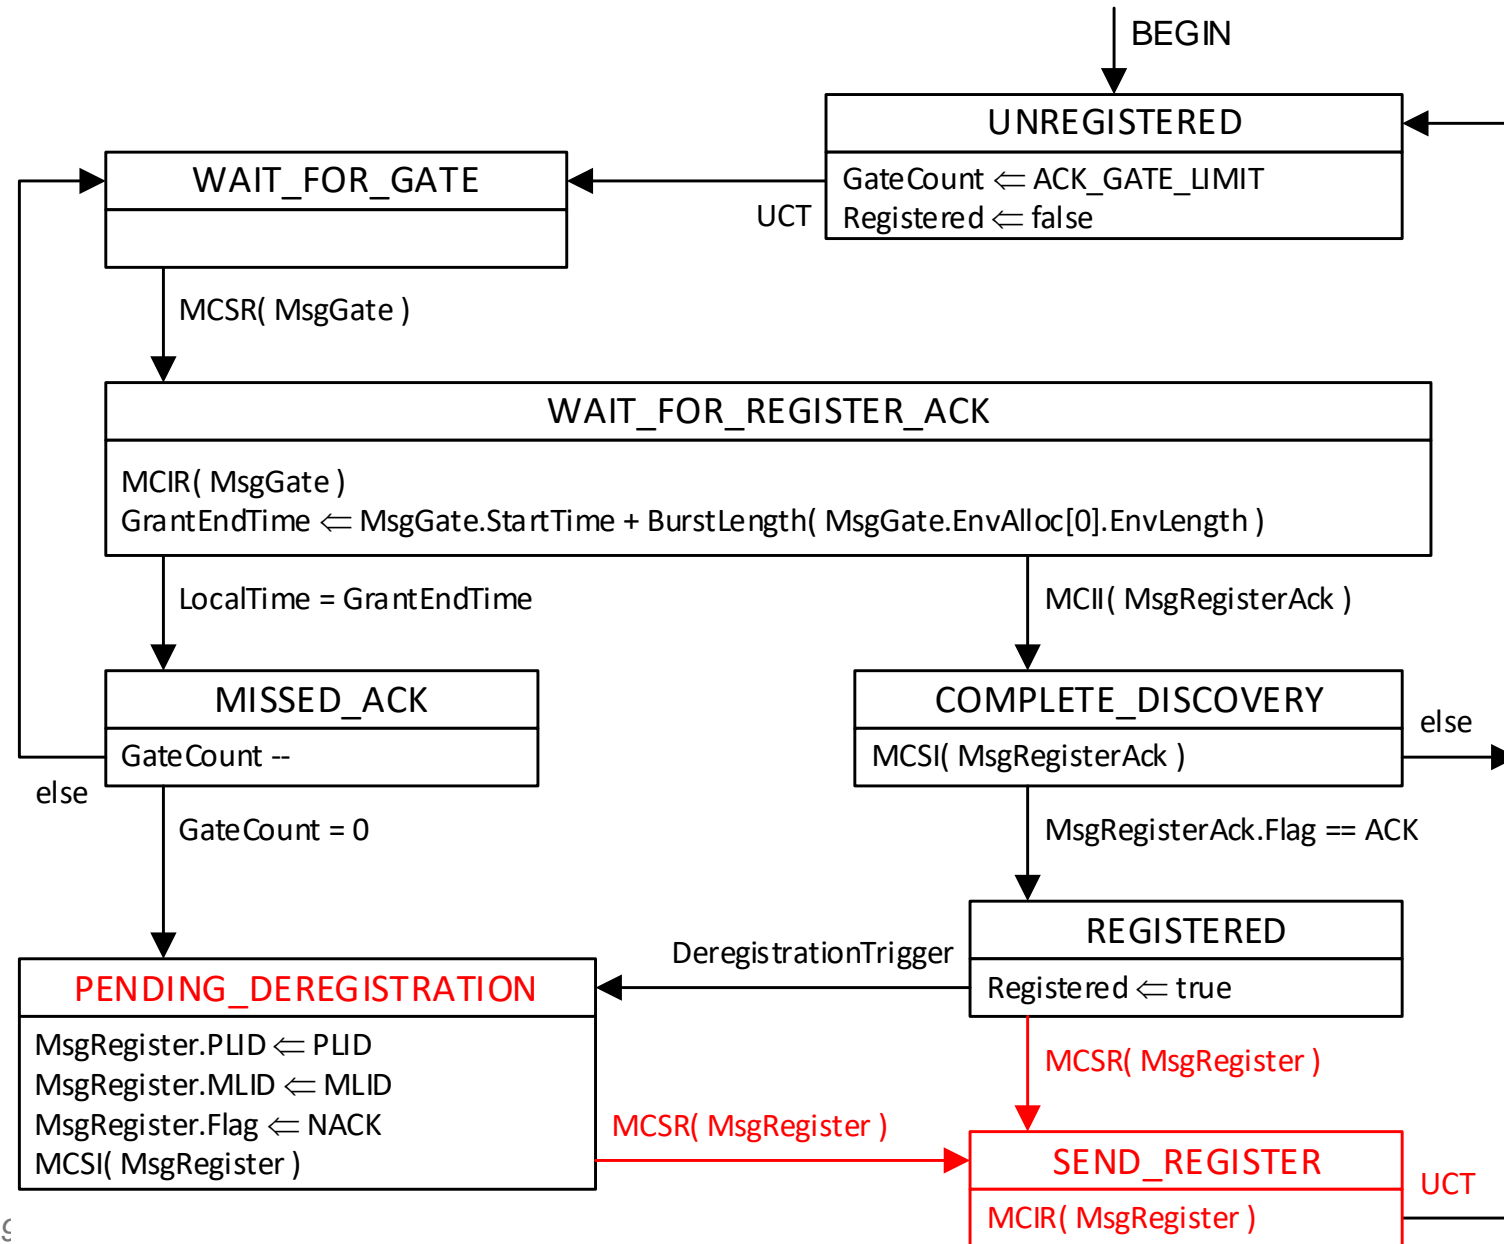 BEGIN
UNREGISTERED
GateCount ⇐ ACK_GATE_LIMIT
Registered ⇐ false
UCT
WAIT_FOR_GATE
MCSR( MsgGate )
WAIT_FOR_REGISTER_ACK
MCIR( MsgGate )
GrantEndTime ⇐ MsgGate.StartTime + BurstLength( MsgGate.EnvAlloc[0].EnvLength )
LocalTime = GrantEndTime
MCII( MsgRegisterAck )
MISSED_ACK
GateCount --
else
GateCount = 0
COMPLETE_DISCOVERY
MCSI( MsgRegisterAck )
else
MsgRegisterAck.Flag == ACK
REGISTERED
Registered ⇐ true
DeregistrationTrigger
PENDING_DEREGISTRATION
MsgRegister.PLID ⇐ PLID
MsgRegister.MLID ⇐ MLID
MsgRegister.Flag ⇐ NACK
MCSI( MsgRegister )
MCSR( MsgRegister )
MCSR( MsgRegister )
SEND_REGISTER
MCIR( MsgRegister )
UCT